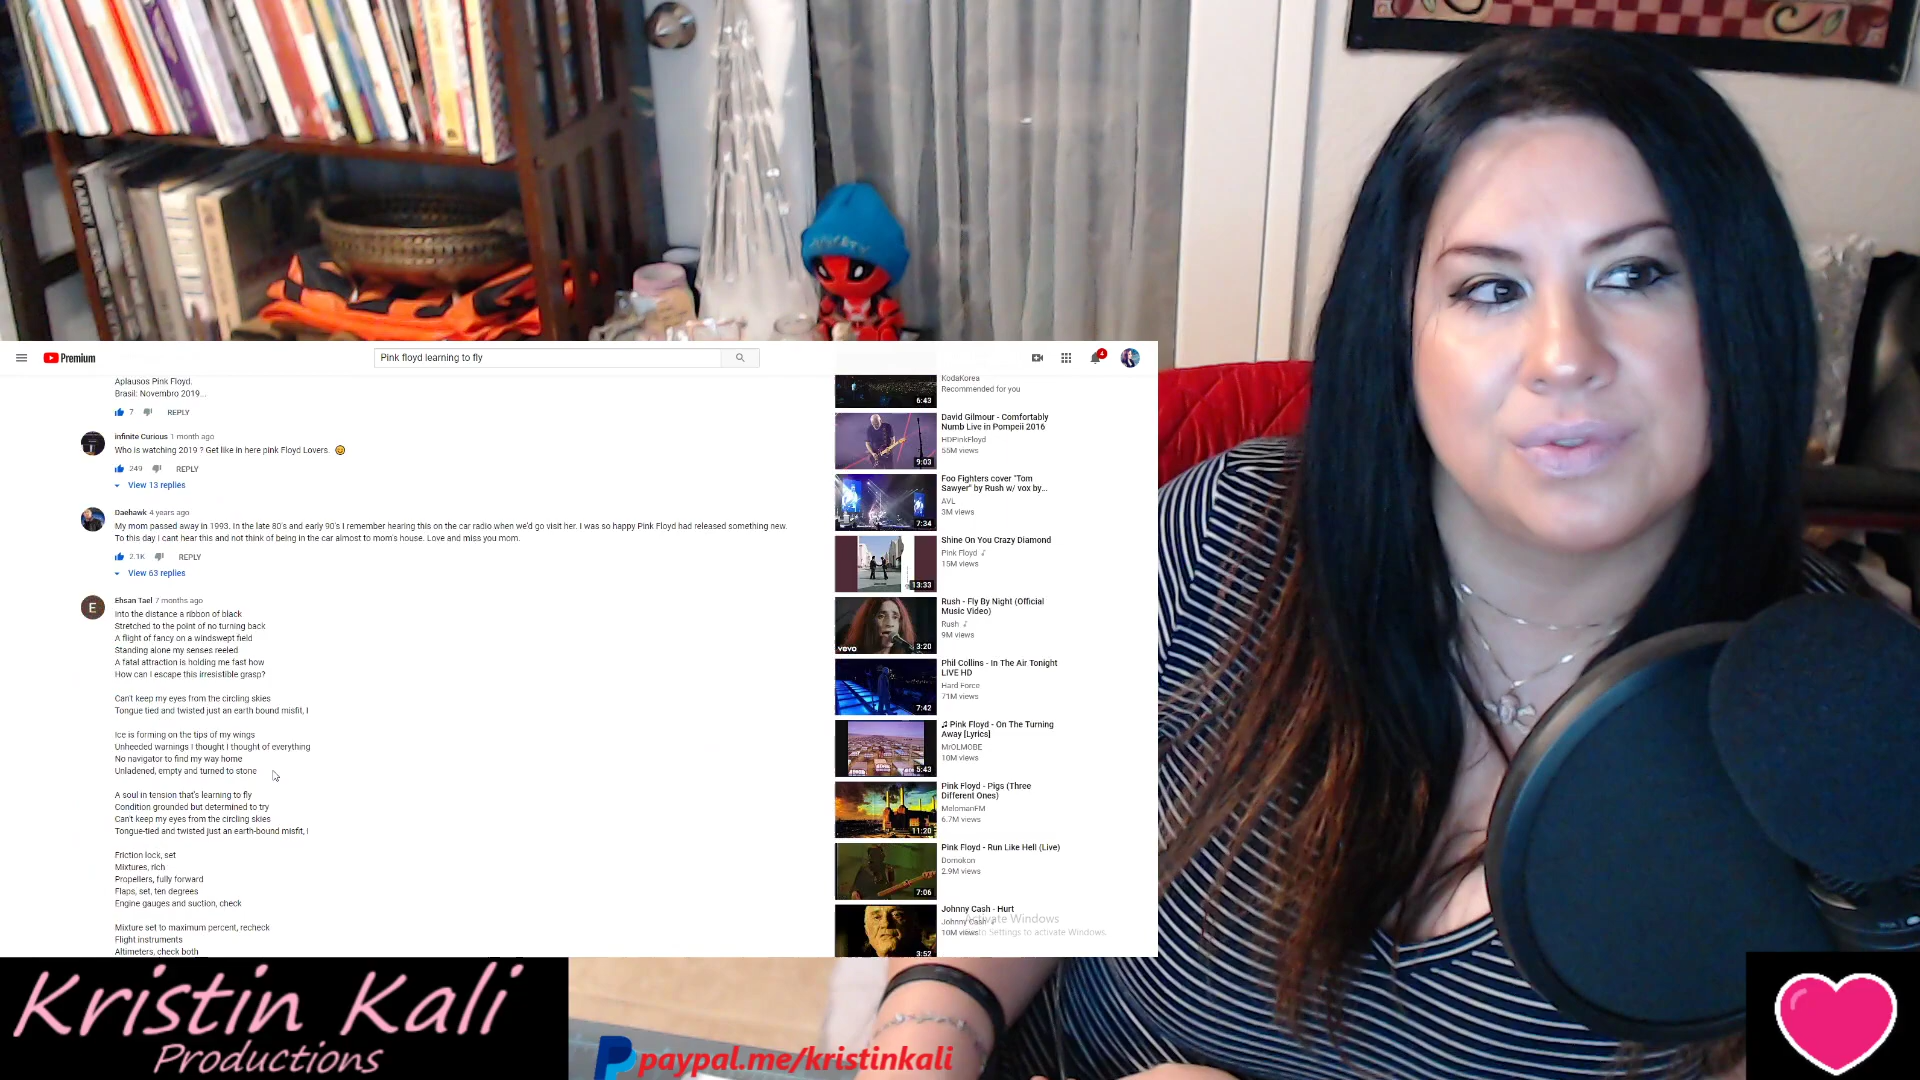 Premium
Pink floyd learning to fly
4
Aplausos Pink Floyd.
Brasil: Novembro 2019...
7 REPLY
infinite Curious 1 month ago
Who is watching 2019 ? Get like in here pink Floyd Lovers.
249 REPLY
View 13 replies
Daehawk 4 years ago
My mom passed away in 1993. In the late 80's and early 90's I remember hearing this on the car radio when we'd go visit her. I was so happy Pink Floyd had released something new.
To this day i cant hear this and not think of being in the car almost to mom's house. Love and miss you mom.
2.1K REPLY
View 63 replies
E
Ehsan Tael 7 months ago
Into the distance a ribbon of black
Stretched to the point of no turning back
A flight of fancy on a windswept field
Standing alone my senses reeled
A fatal attraction is holding me fast how
How can I escape this irresistible grasp?
Can't keep my eyes from the circling skies
Tongue tied and twisted just an earth bound misfit, I
Ice is forming on the tips of my wings
Unheeded warnings I thought I thought of everything
No navigator to find my way home
Unladened, empty and turned to stone
A soul in tension that's learning to fly
Condition grounded but determined to try
Can't keep my eyes from the circling skies
Tongue-tied and twisted just an earth-bound misfit, I
Friction lock, set
Mixtures, rich
Propellers, fully forward
Flaps, set, ten degrees
Engine gauges and suction, check
Mixture set to maximum percent, recheck
Flight instruments
Altimeters, check both
KodaKorea
Recommended for you
6:43
David Gilmour - Comfortably
Numb Live in Pompeii 2016
HDPinkFloyd
55M views
9:03
Foo Fighters cover "Tom
Sawyer" by Rush w/ vox by...
AVL
3M views
7:34
Shine On You Crazy Diamond
Pink Floyd
15M views
13:33
Rush - Fly By Night (Official
Music Video)
Rush
9M views
vevo
3:20
Phil Collins - In The Air Tonight
LIVE HD
Hard Force
71M views
7:42
♫ Pink Floyd - On The Turning
Away [Lyrics]
MrOLMOBE
10M views
5:43
Pink Floyd - Pigs (Three
Different Ones)
MelomanFM
6.7M views
11:20
Pink Floyd - Run Like Hell (Live)
Domokon
2.9M views
7:06
Johnny Cash - Hurt
Johnny Cash
10M views
3:52
Activate Windows
to Settings to activate Windows.
Kristin Kali
Productions
paypal.me/kristinkali